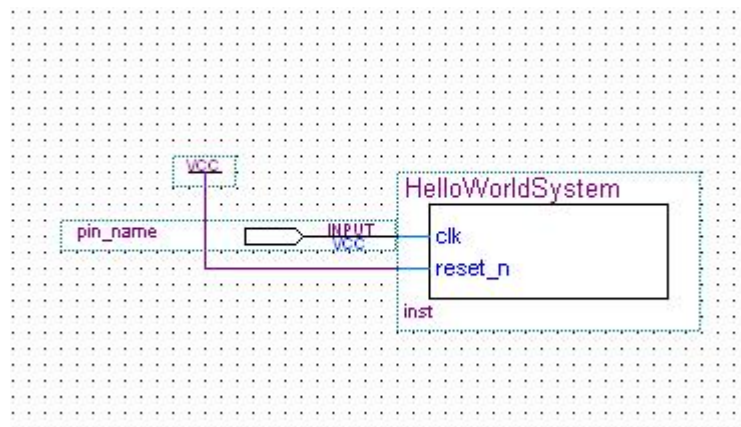 VCC
HelloWorldSystem
pin_name
INPUT
VCC
clk
reset_n
inst